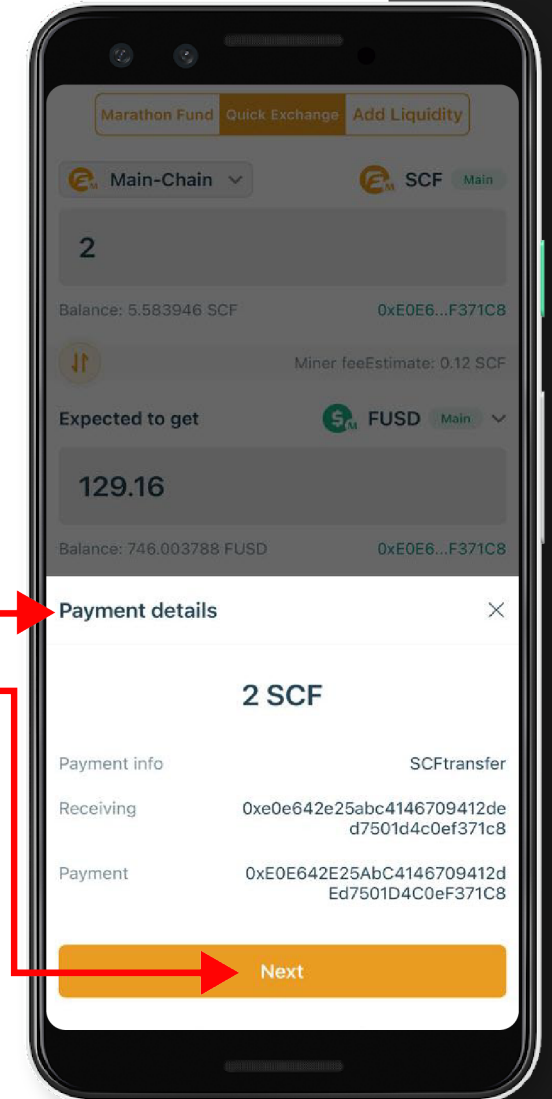 Marathon Fund Quick Exchange Add Liquidity
M Main-Chain M SCF Main
2
Balance: 5.583946 SCF 0xE0E6...F371C8
Miner feeEstimate: 0.12 SCF
Expected to get $ M FUSD Main
129.16
Balance: 746.003788 FUSD 0xE0E6...F371C8
Payment details
2 SCF
Payment info SCFtransfer
Receiving 0xe0e642e25abc4146709412de
d7501d4c0ef371c8
Payment 0xE0E642E25AbC4146709412d
Ed7501D4C0eF371C8
Next